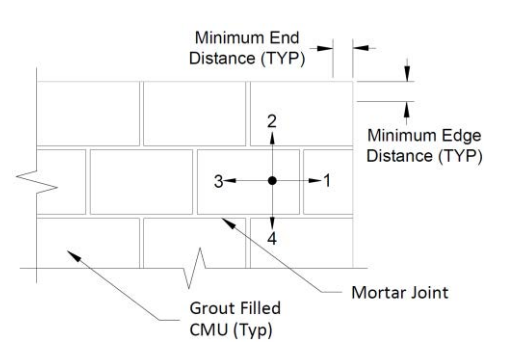 Minimum End
Distance (TYP)
Minimum Edge
Distance (TYP)
2
3
1
4
Mortar Joint
Grout Filled
CMU (Typ)